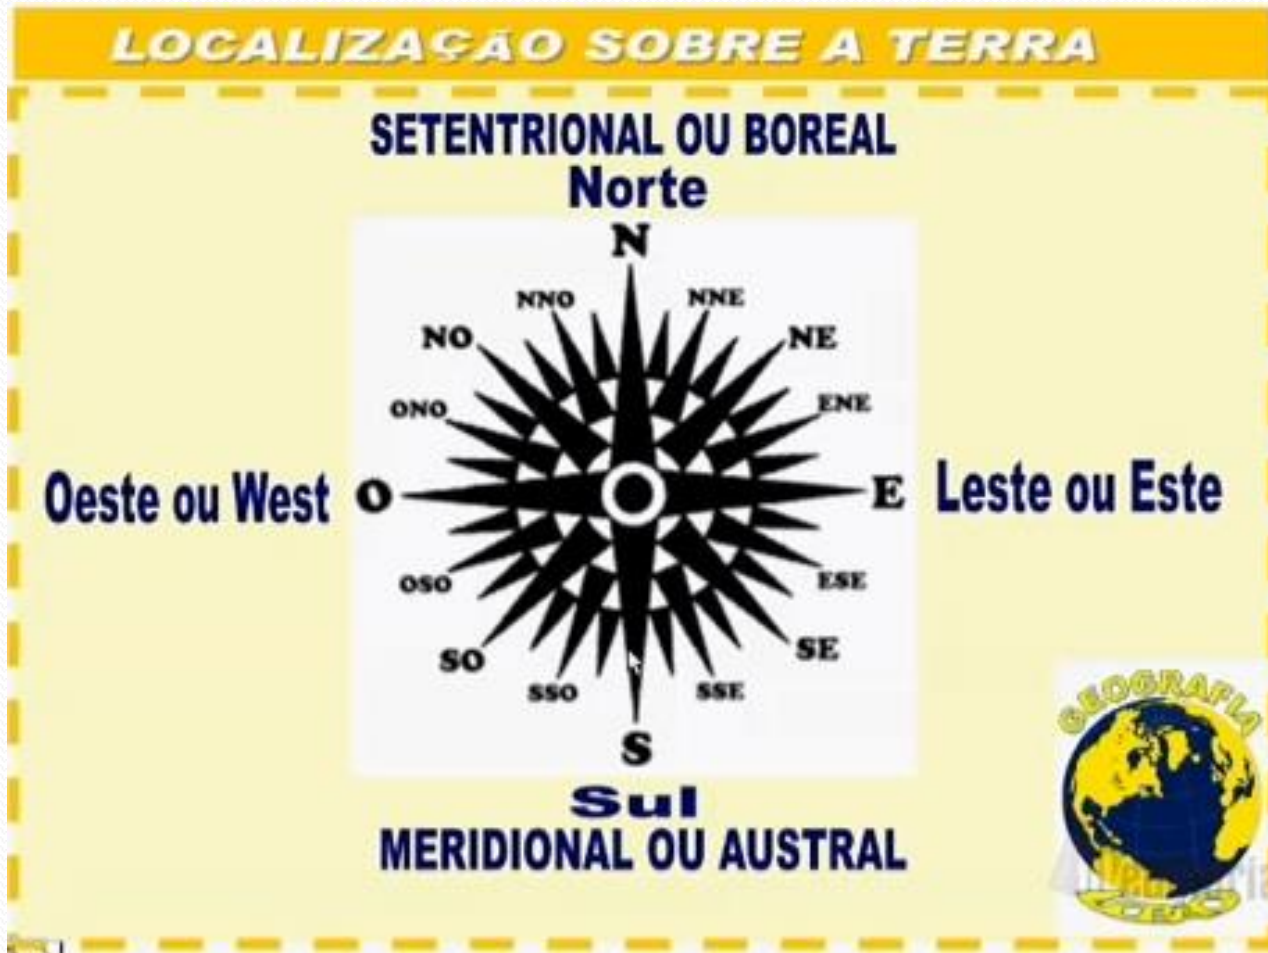 LOCALIZAÇÃO SOBRE A TERRA
SETENTRIONAL OU BOREAL
Norte
N
NNO NNE
NO NE
ONO ENE
Oeste ou West O E Leste ou Este
OSO ESE
SO SE
SSO SSE
S
Sul
MERIDIONAL OU AUSTRAL
GEOGRAFIA